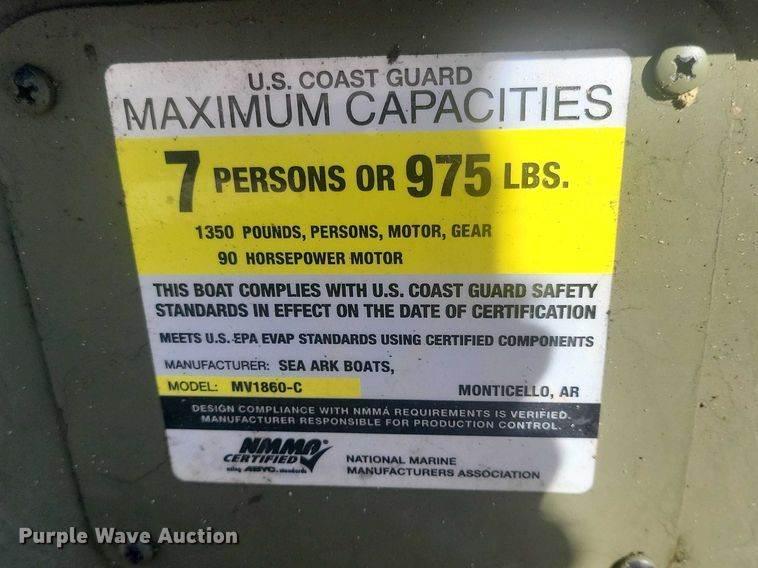 U.S. COAST GUARD
MAXIMUM CAPACITIES
7 PERSONS OR 975 LBS.
1350 POUNDS, PERSONS, MOTOR, GEAR
90 HORSEPOWER MOTOR
THIS BOAT COMPLIES WITH U.S. COAST GUARD SAFETY
STANDARDS IN EFFECT ON THE DATE OF CERTIFICATION
MEETS U.S. EPA EVAP STANDARDS USING CERTIFIED COMPONENTS
MANUFACTURER: SEA ARK BOATS,
MODEL: MV1860-C MONTICELLO, AR
DESIGN COMPLIANCE WITH NMMA REQUIREMENTS IS VERIFIED.
MANUFACTURER RESPONSIBLE FOR PRODUCTION CONTROL.
NMMA®
CERTIFIED
using ABYC standards
NATIONAL MARINE
MANUFACTURERS ASSOCIATION
Purple Wave Auction